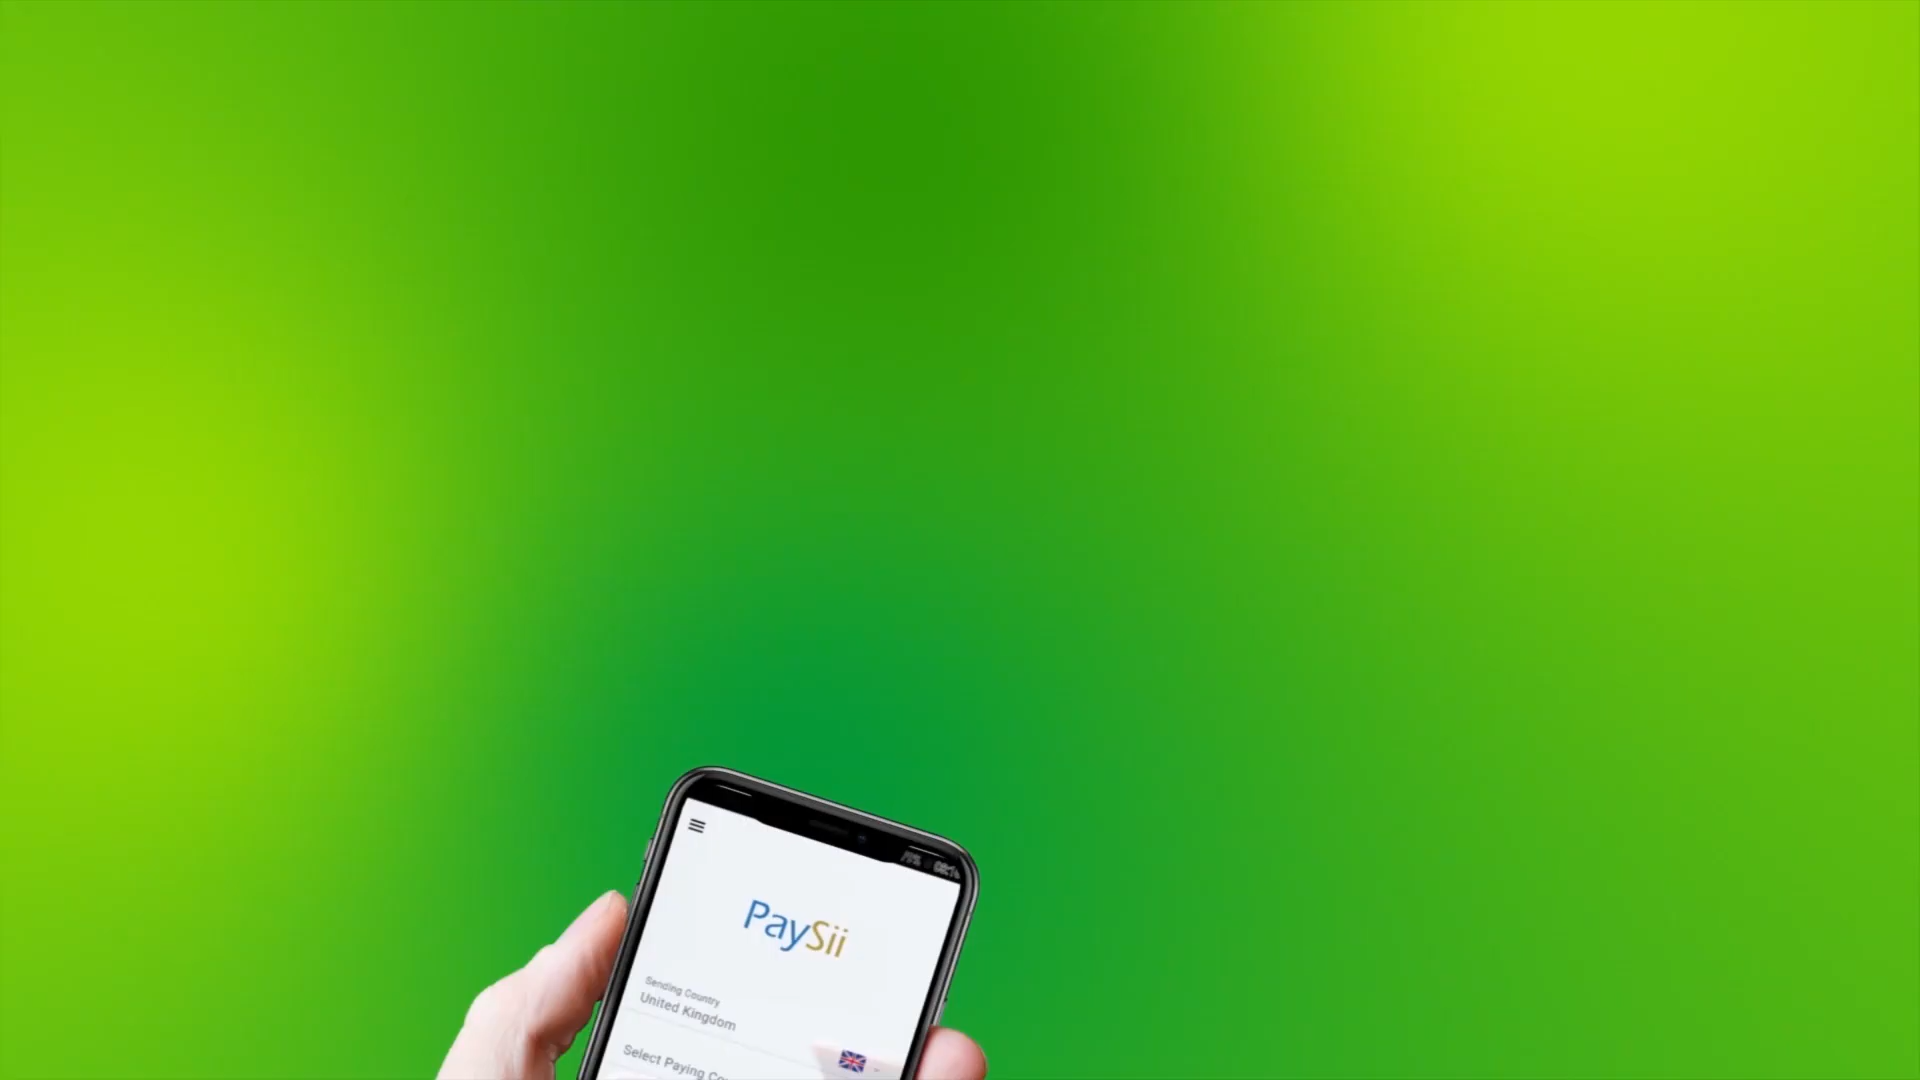 PaySii
Sending Country
United Kingdom
Select Paying